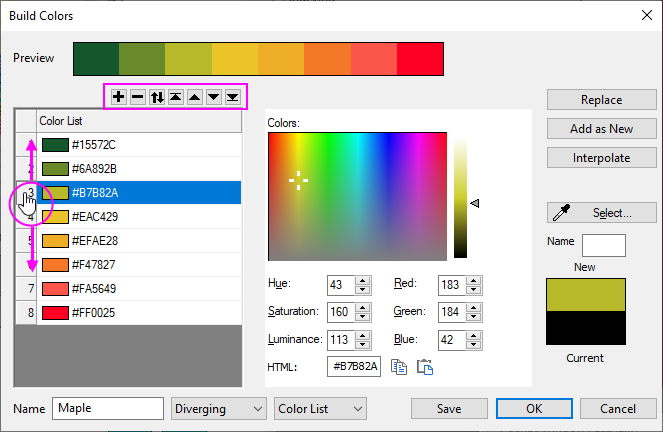 Build Colors
Preview
Color List
1 #15572C
2 #6A892B
3 #B7B82A
4 #EAC429
5 #EFAE28
#F47827
7 #FA5649
8 #FF0025
Colors:
Hue: 43 Red: 183
Saturation: 160 Green: 184
Luminance: 113 Blue: 42
HTML: #B7B82A
Replace
Add as New
Interpolate
Select...
Name
New
Current
Name Maple Diverging Color List Save OK Cancel